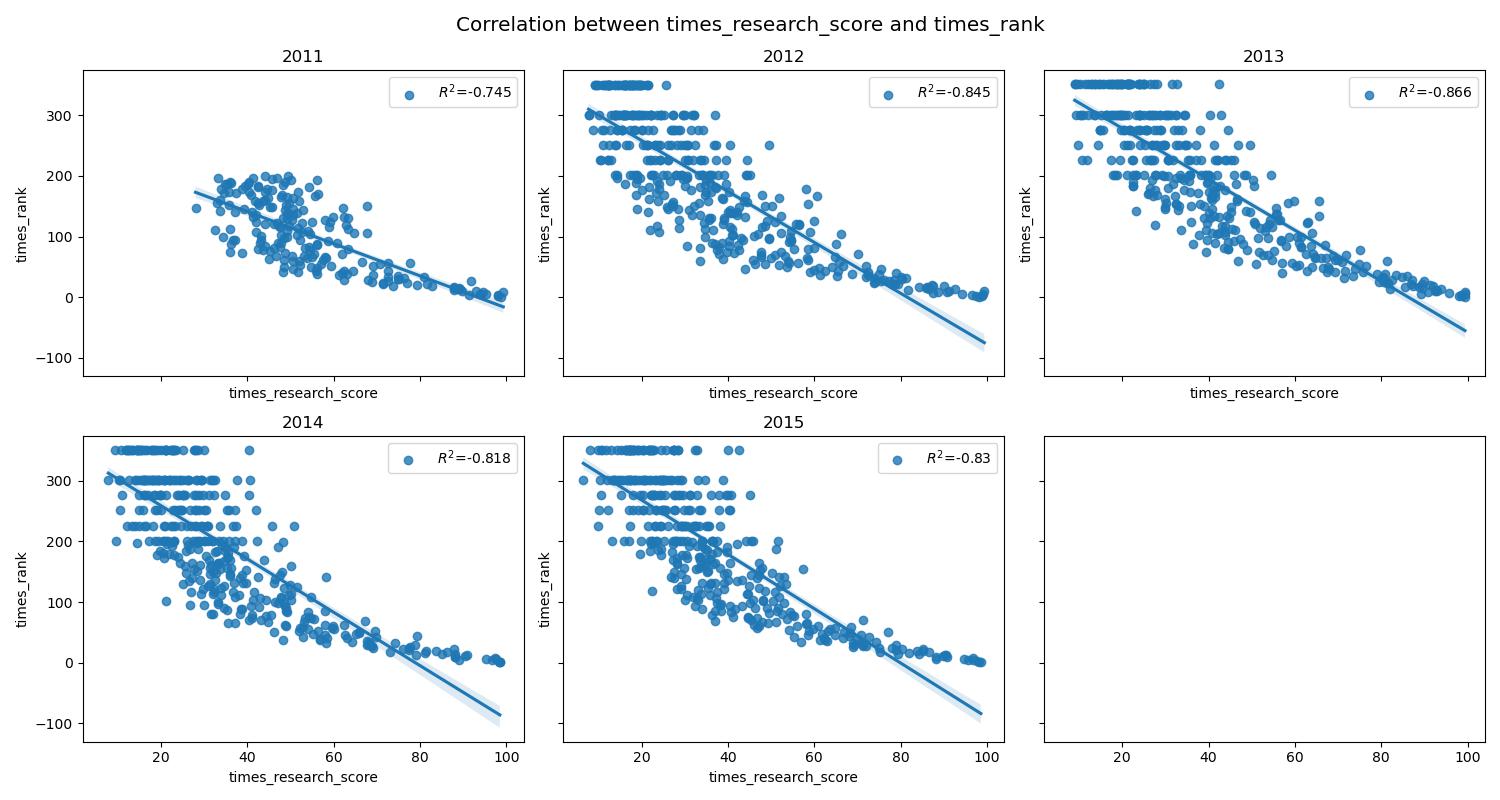 Correlation between times_research_score and times_rank
2011
2012
2013
R²=-0.745
R²=-0.845
R²=-0.866
300
200
100
0
−100
times_rank
times_rank
times_rank
times_research_score
times_research_score
times_research_score
2014
2015
R²=-0.818
R²=-0.83
300
200
100
0
−100
times_rank
times_rank
20 40 60 80 100
20 40 60 80 100
20 40 60 80 100
times_research_score
times_research_score